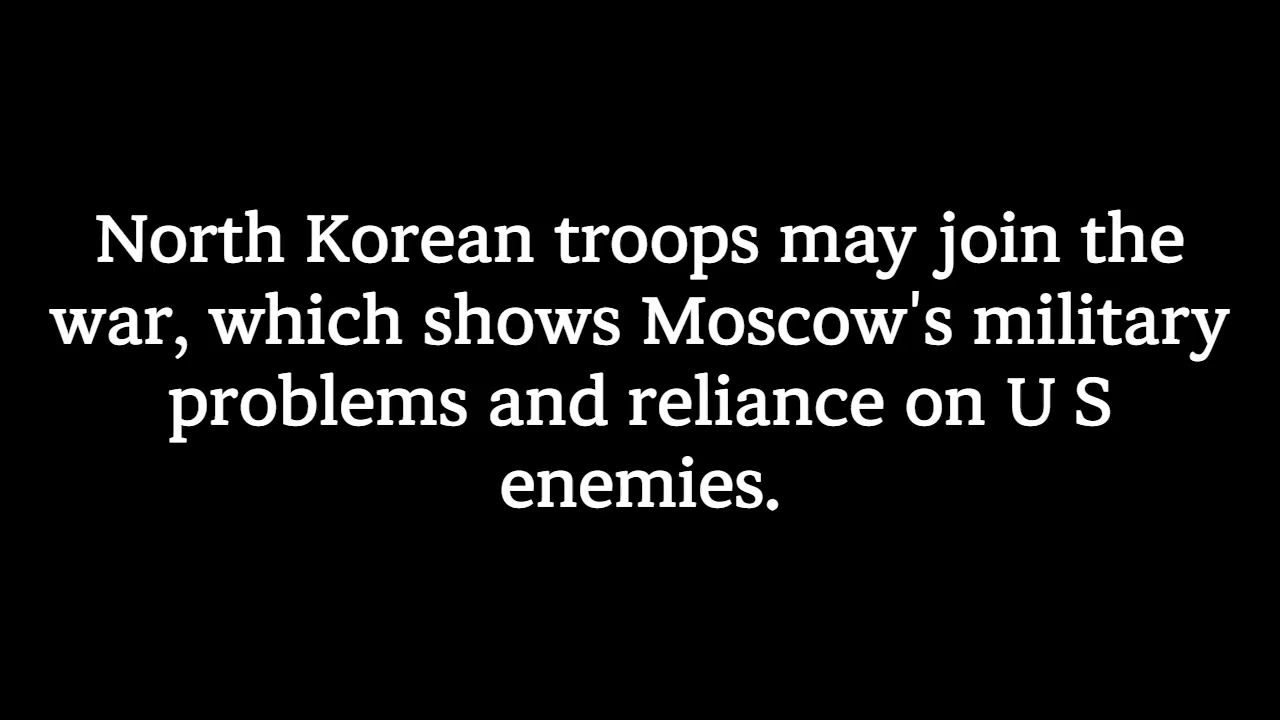 North Korean troops may join the
war, which shows Moscow's military
problems and reliance on U S
enemies.